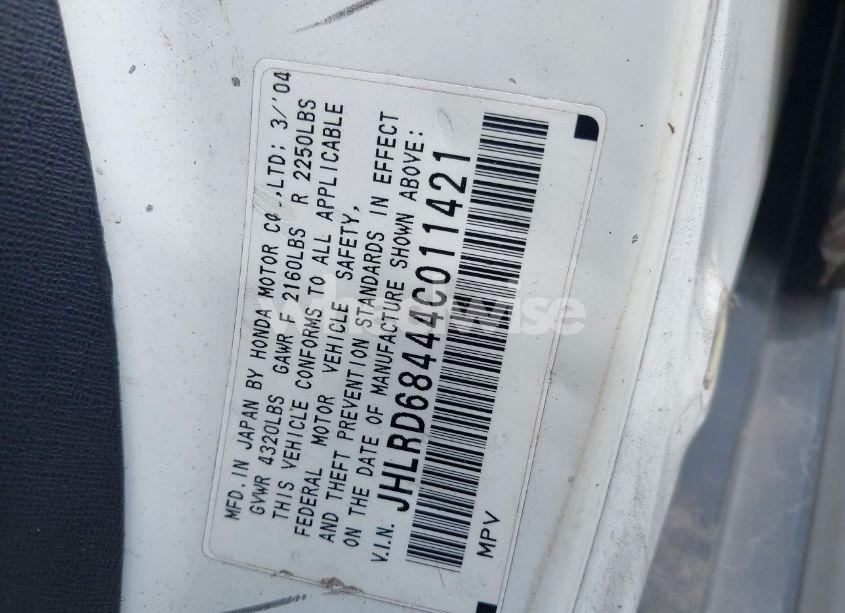 MFD. IN JAPAN BY HONDA MOTOR CO.,LTD; 3/'04
GVWR 4320LBS GAWR F 2160LBS R 2250LBS
THIS VEHICLE CONFORMS TO ALL APPLICABLE
FEDERAL MOTOR VEHICLE SAFETY,
AND THEFT PREVENTION STANDARDS IN EFFECT
ON THE DATE OF MANUFACTURE SHOWN ABOVE:
V.I.N. JHLRD68444C011421
MPV
wheelwise